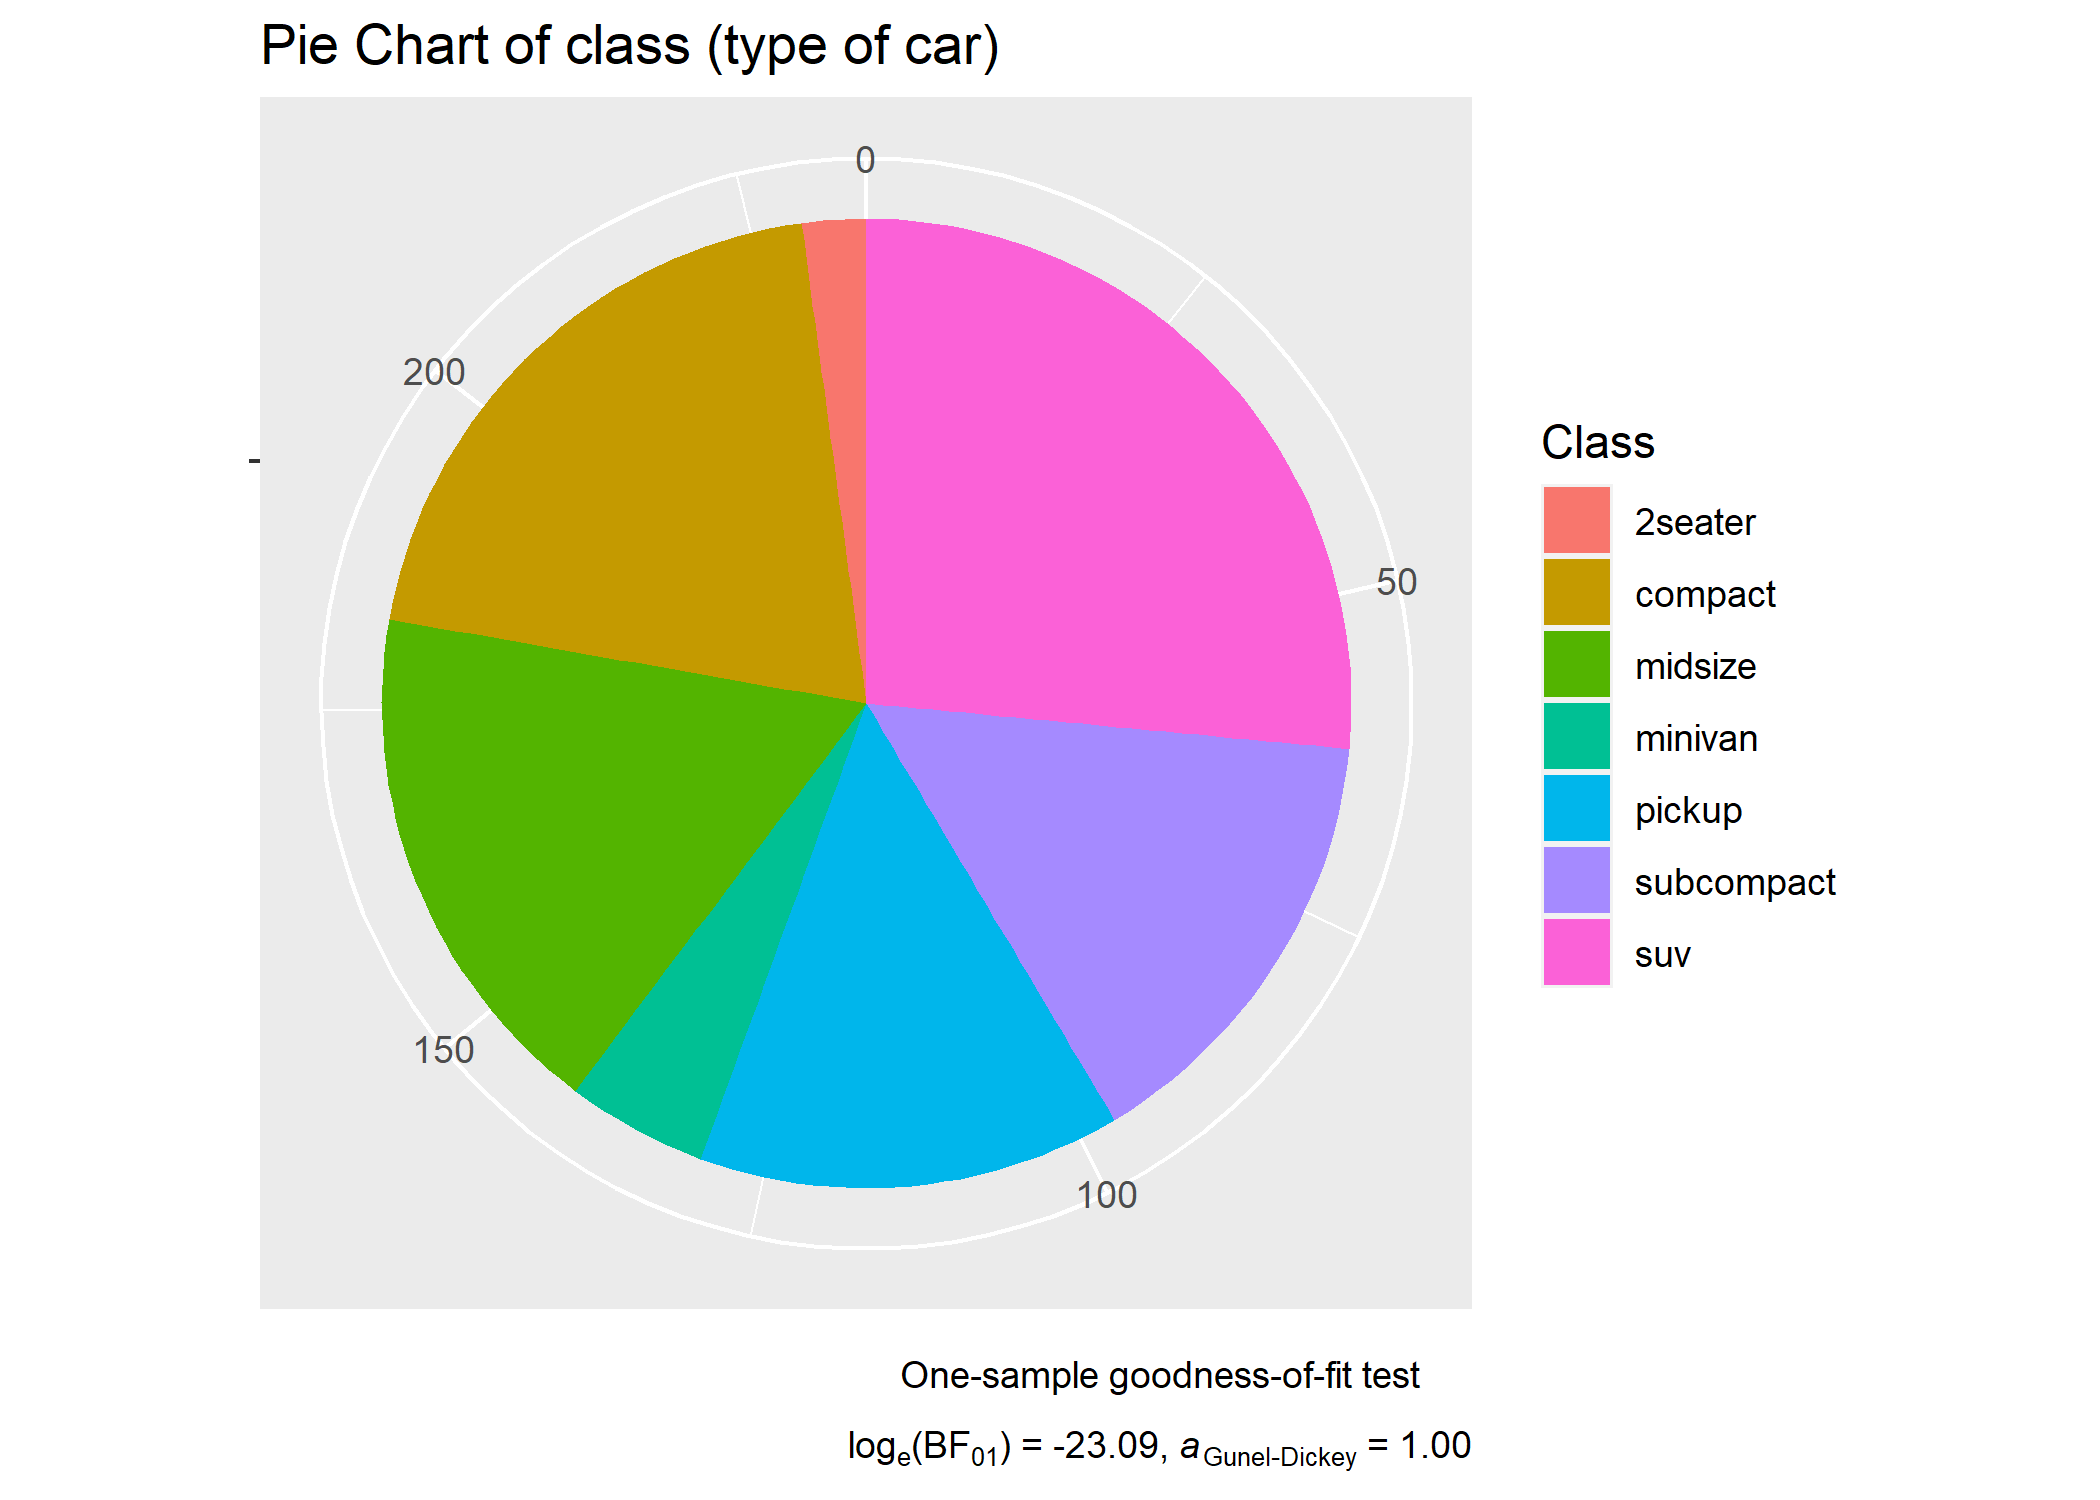 Pie Chart of class (type of car)
0
50
100
150
200
Class
2seater
compact
midsize
minivan
pickup
subcompact
suv
One-sample goodness-of-fit test
logₑ(BF₀₁) = -23.09, a Gunel-Dickey = 1.00